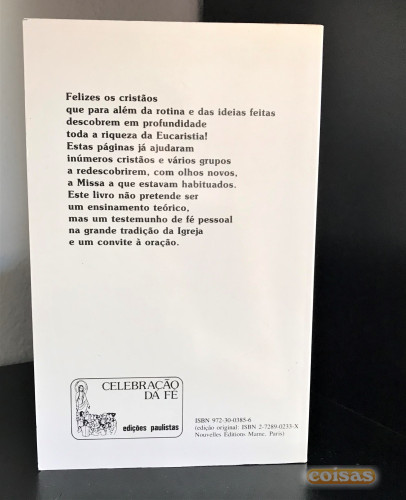 Felizes os cristãos
que para além da rotina e das ideias feitas
descobrem em profundidade
toda a riqueza da Eucaristia!
Estas páginas já ajudaram
inúmeros cristãos e vários grupos
a redescobrirem, com olhos novos,
a Missa a que estavam habituados.
Este livro não pretende ser
um ensinamento teórico,
mas um testemunho de fé pessoal
na grande tradição da Igreja
e um convite à oração.
CELEBRAÇÃO
DA FÉ
edições paulistas
ISBN 972-30-0385-6
(edição original: ISBN 2-7289-0233-X
Nouvelles Editions Mame, Paris)
coisas